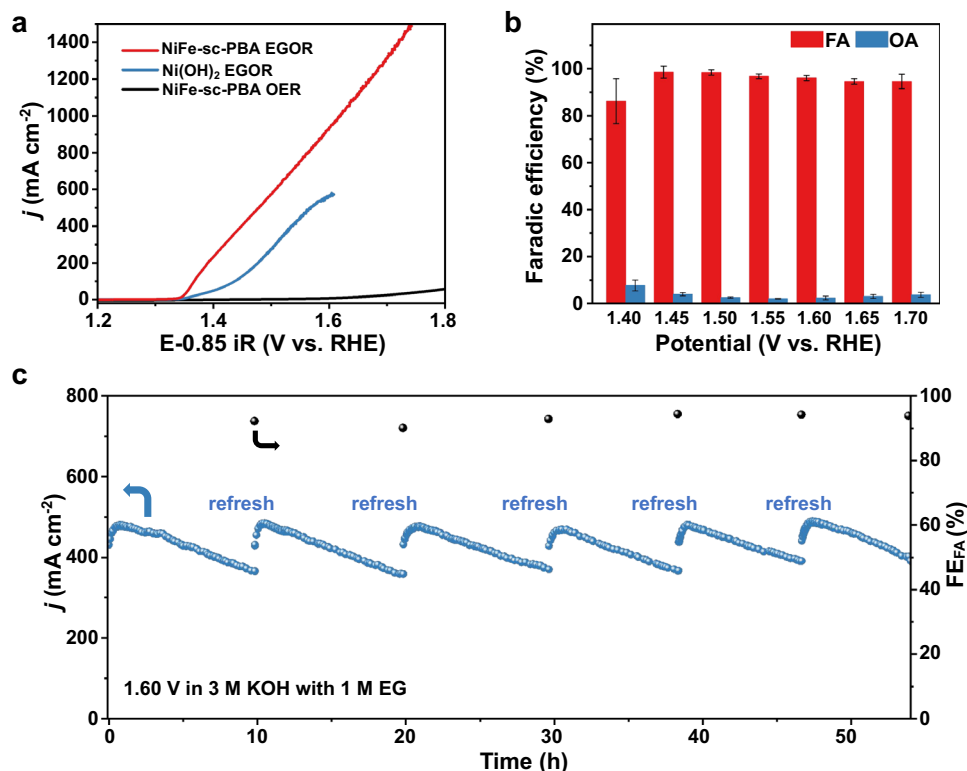 a
NiFe-sc-PBA EGOR
Ni(OH)₂ EGOR
NiFe-sc-PBA OER
1400
1200
1000
800
600
400
200
0
j (mA cm⁻²)
1.2
1.4
1.6
1.8
E-0.85 iR (V vs. RHE)
b
FA
OA
100
80
60
40
20
0
Faradic efficiency (%)
1.40
1.45
1.50
1.55
1.60
1.65
1.70
Potential (V vs. RHE)
c
800
600
400
200
0
j (mA cm⁻²)
refresh
refresh
refresh
refresh
refresh
1.60 V in 3 M KOH with 1 M EG
100
80
60
40
20
0
FE_FA (%)
0
10
20
30
40
50
Time (h)